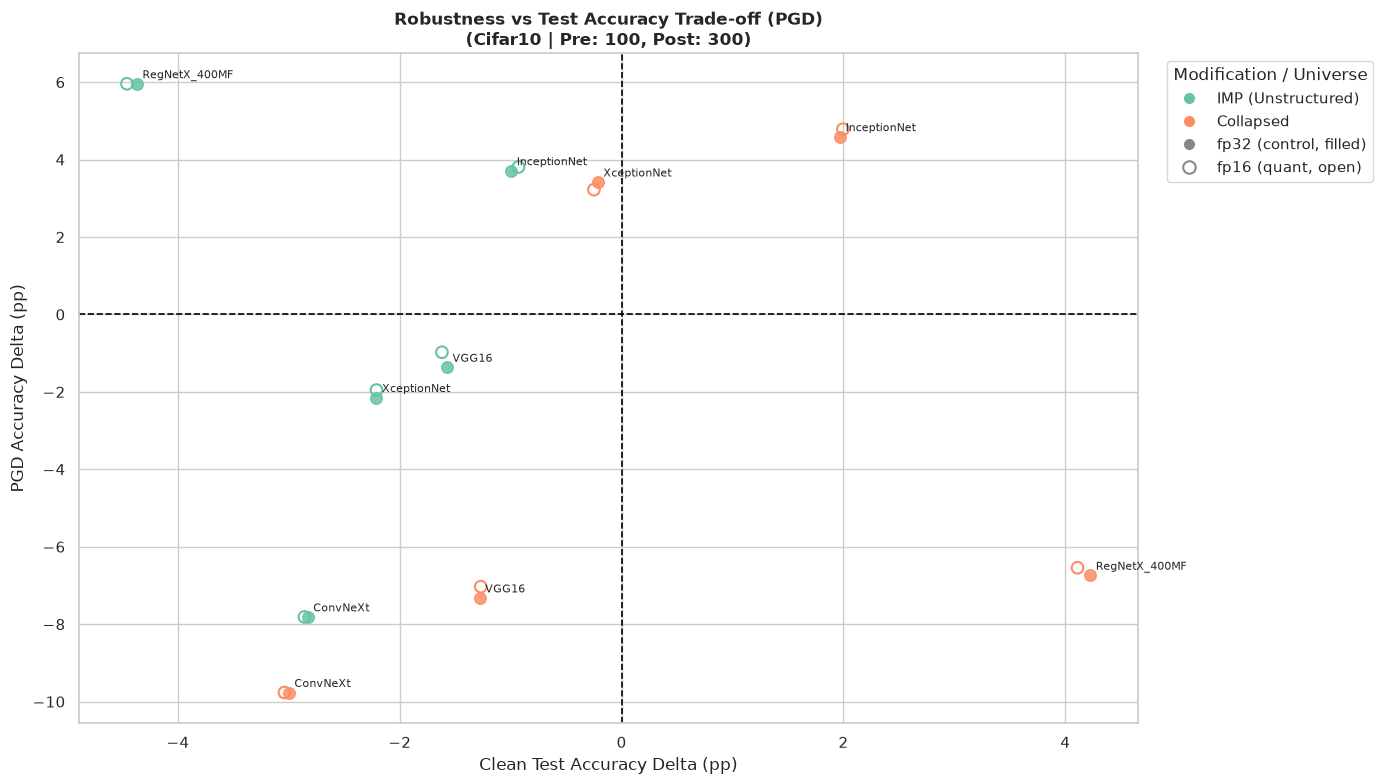 Robustness vs Test Accuracy Trade-off (PGD)
(Cifar10 | Pre: 100, Post: 300)
Modification / Universe
IMP (Unstructured)
Collapsed
fp32 (control, filled)
fp16 (quant, open)
PGD Accuracy Delta (pp)
6
4
2
0
−2
−4
−6
−8
−10
RegNetX_400MF
InceptionNet
InceptionNet
XceptionNet
VGG16
XceptionNet
RegNetX_400MF
VGG16
ConvNeXt
ConvNeXt
−4
−2
0
2
4
Clean Test Accuracy Delta (pp)